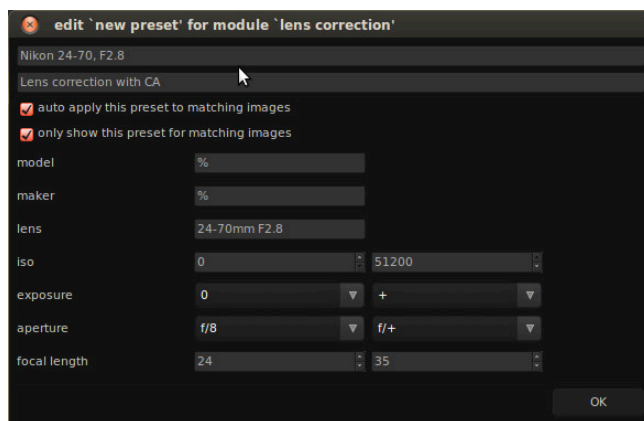 edit `new preset' for module `lens correction'
Nikon 24-70, F2.8
Lens correction with CA
auto apply this preset to matching images
only show this preset for matching images
model %
maker %
lens 24-70mm F2.8
iso 0 51200
exposure 0 +
aperture f/8 f/+
focal length 24 35
OK